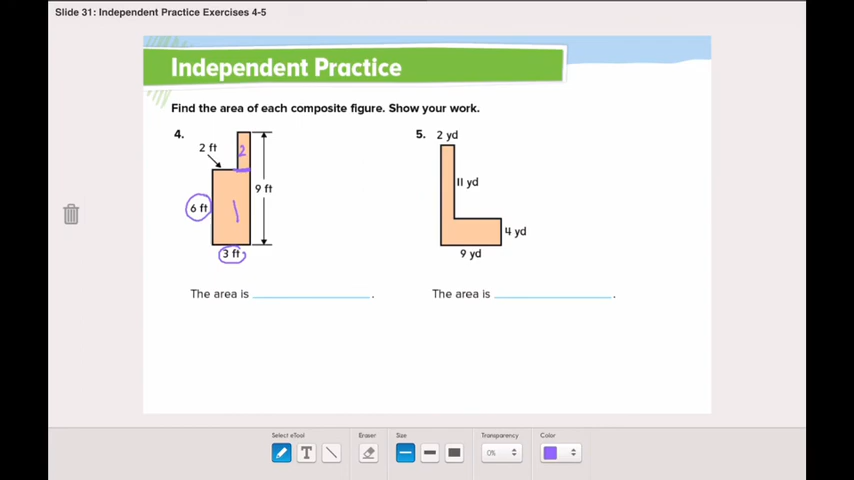 Slide 31: Independent Practice Exercises 4-5
Independent Practice
Find the area of each composite figure. Show your work.
4.
2 ft
2
9 ft
6 ft
1
3 ft
The area is ____________.
5.
2 yd
11 yd
4 yd
9 yd
The area is ____________.
Select eTool
Eraser
Size
Transparency
Color
T
0%